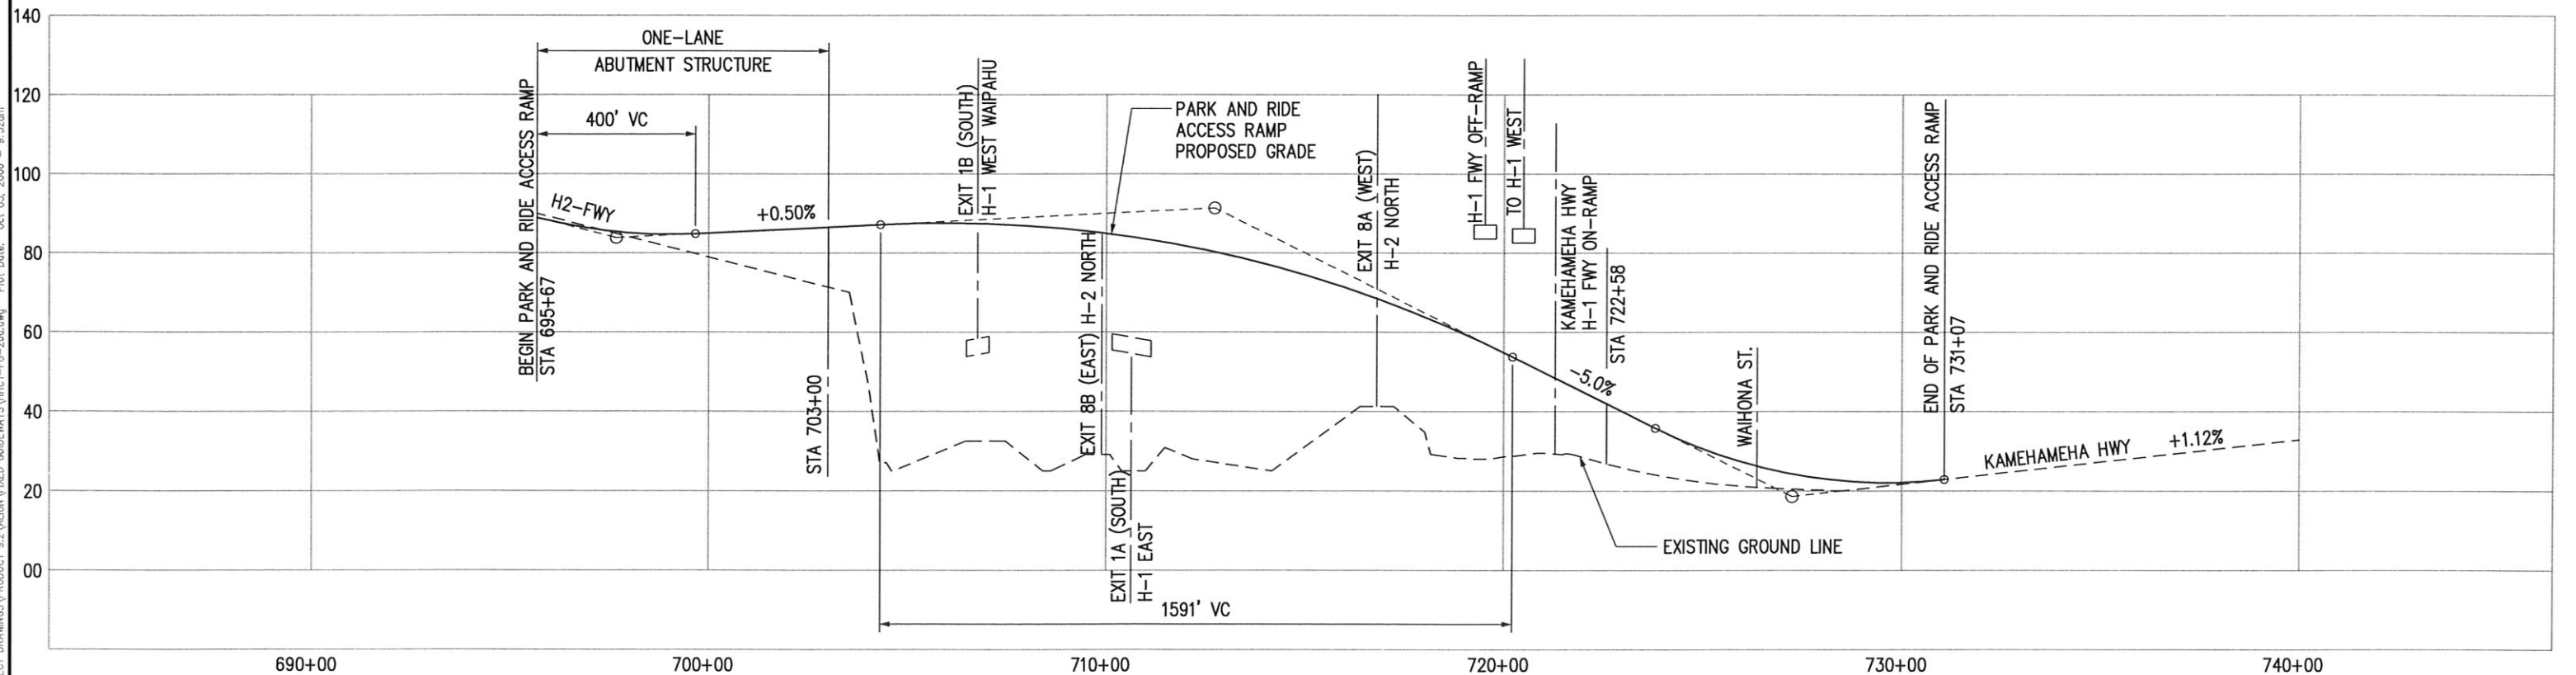 140
120
100
80
60
40
20
00
ONE-LANE
ABUTMENT STRUCTURE
400' VC
BEGIN PARK AND RIDE ACCESS RAMP
STA 695+67
H2-FWY
+0.50%
STA 703+00
EXIT 1B (SOUTH)
H-1 WEST WAIPAHU
PARK AND RIDE
ACCESS RAMP
PROPOSED GRADE
EXIT 8B (EAST) H-2 NORTH
EXIT 1A (SOUTH)
H-1 EAST
EXIT 8A (WEST)
H-2 NORTH
H-1 FWY OFF-RAMP
TO H-1 WEST
KAMEHAMEHA HWY
H-1 FWY ON-RAMP
STA 722+58
-5.0%
WAIHONA ST.
END OF PARK AND RIDE ACCESS RAMP
STA 731+07
KAMEHAMEHA HWY +1.12%
EXISTING GROUND LINE
1591' VC
690+00
700+00
710+00
720+00
730+00
740+00